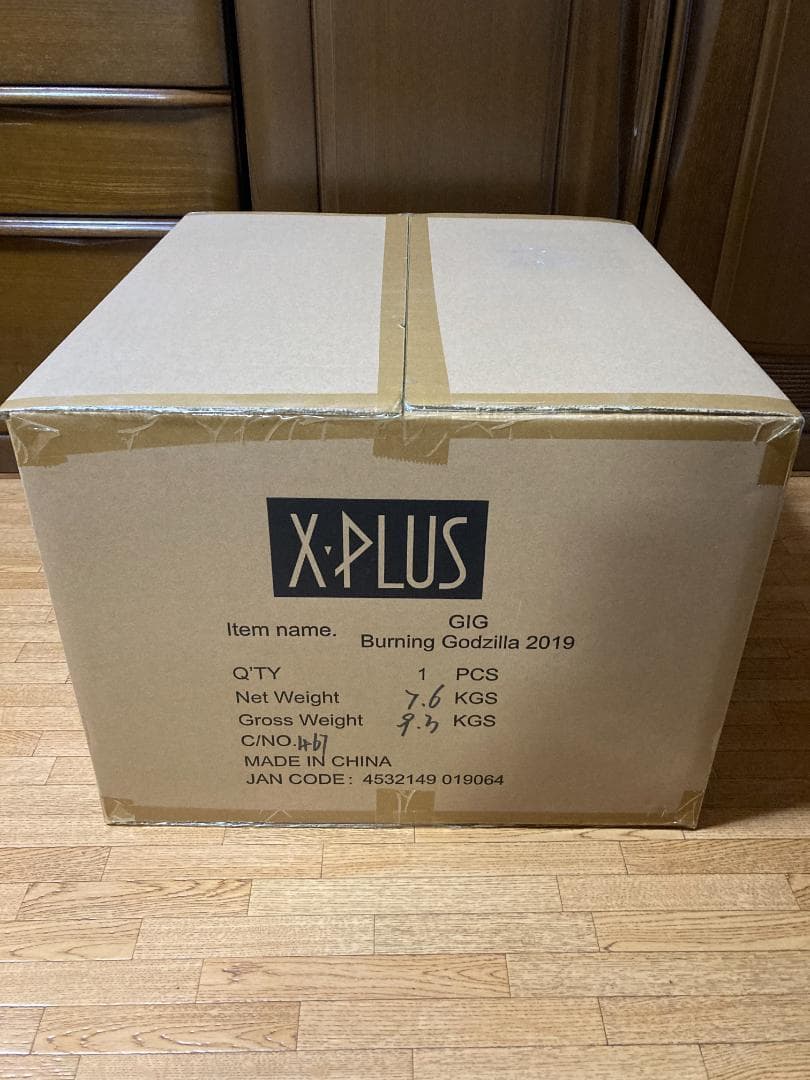 X·PLUS
Item name. GIG
Burning Godzilla 2019
Q'TY 1 PCS
Net Weight 7.6 KGS
Gross Weight 9.3 KGS
C/NO. 467
MADE IN CHINA
JAN CODE: 4532149 019064